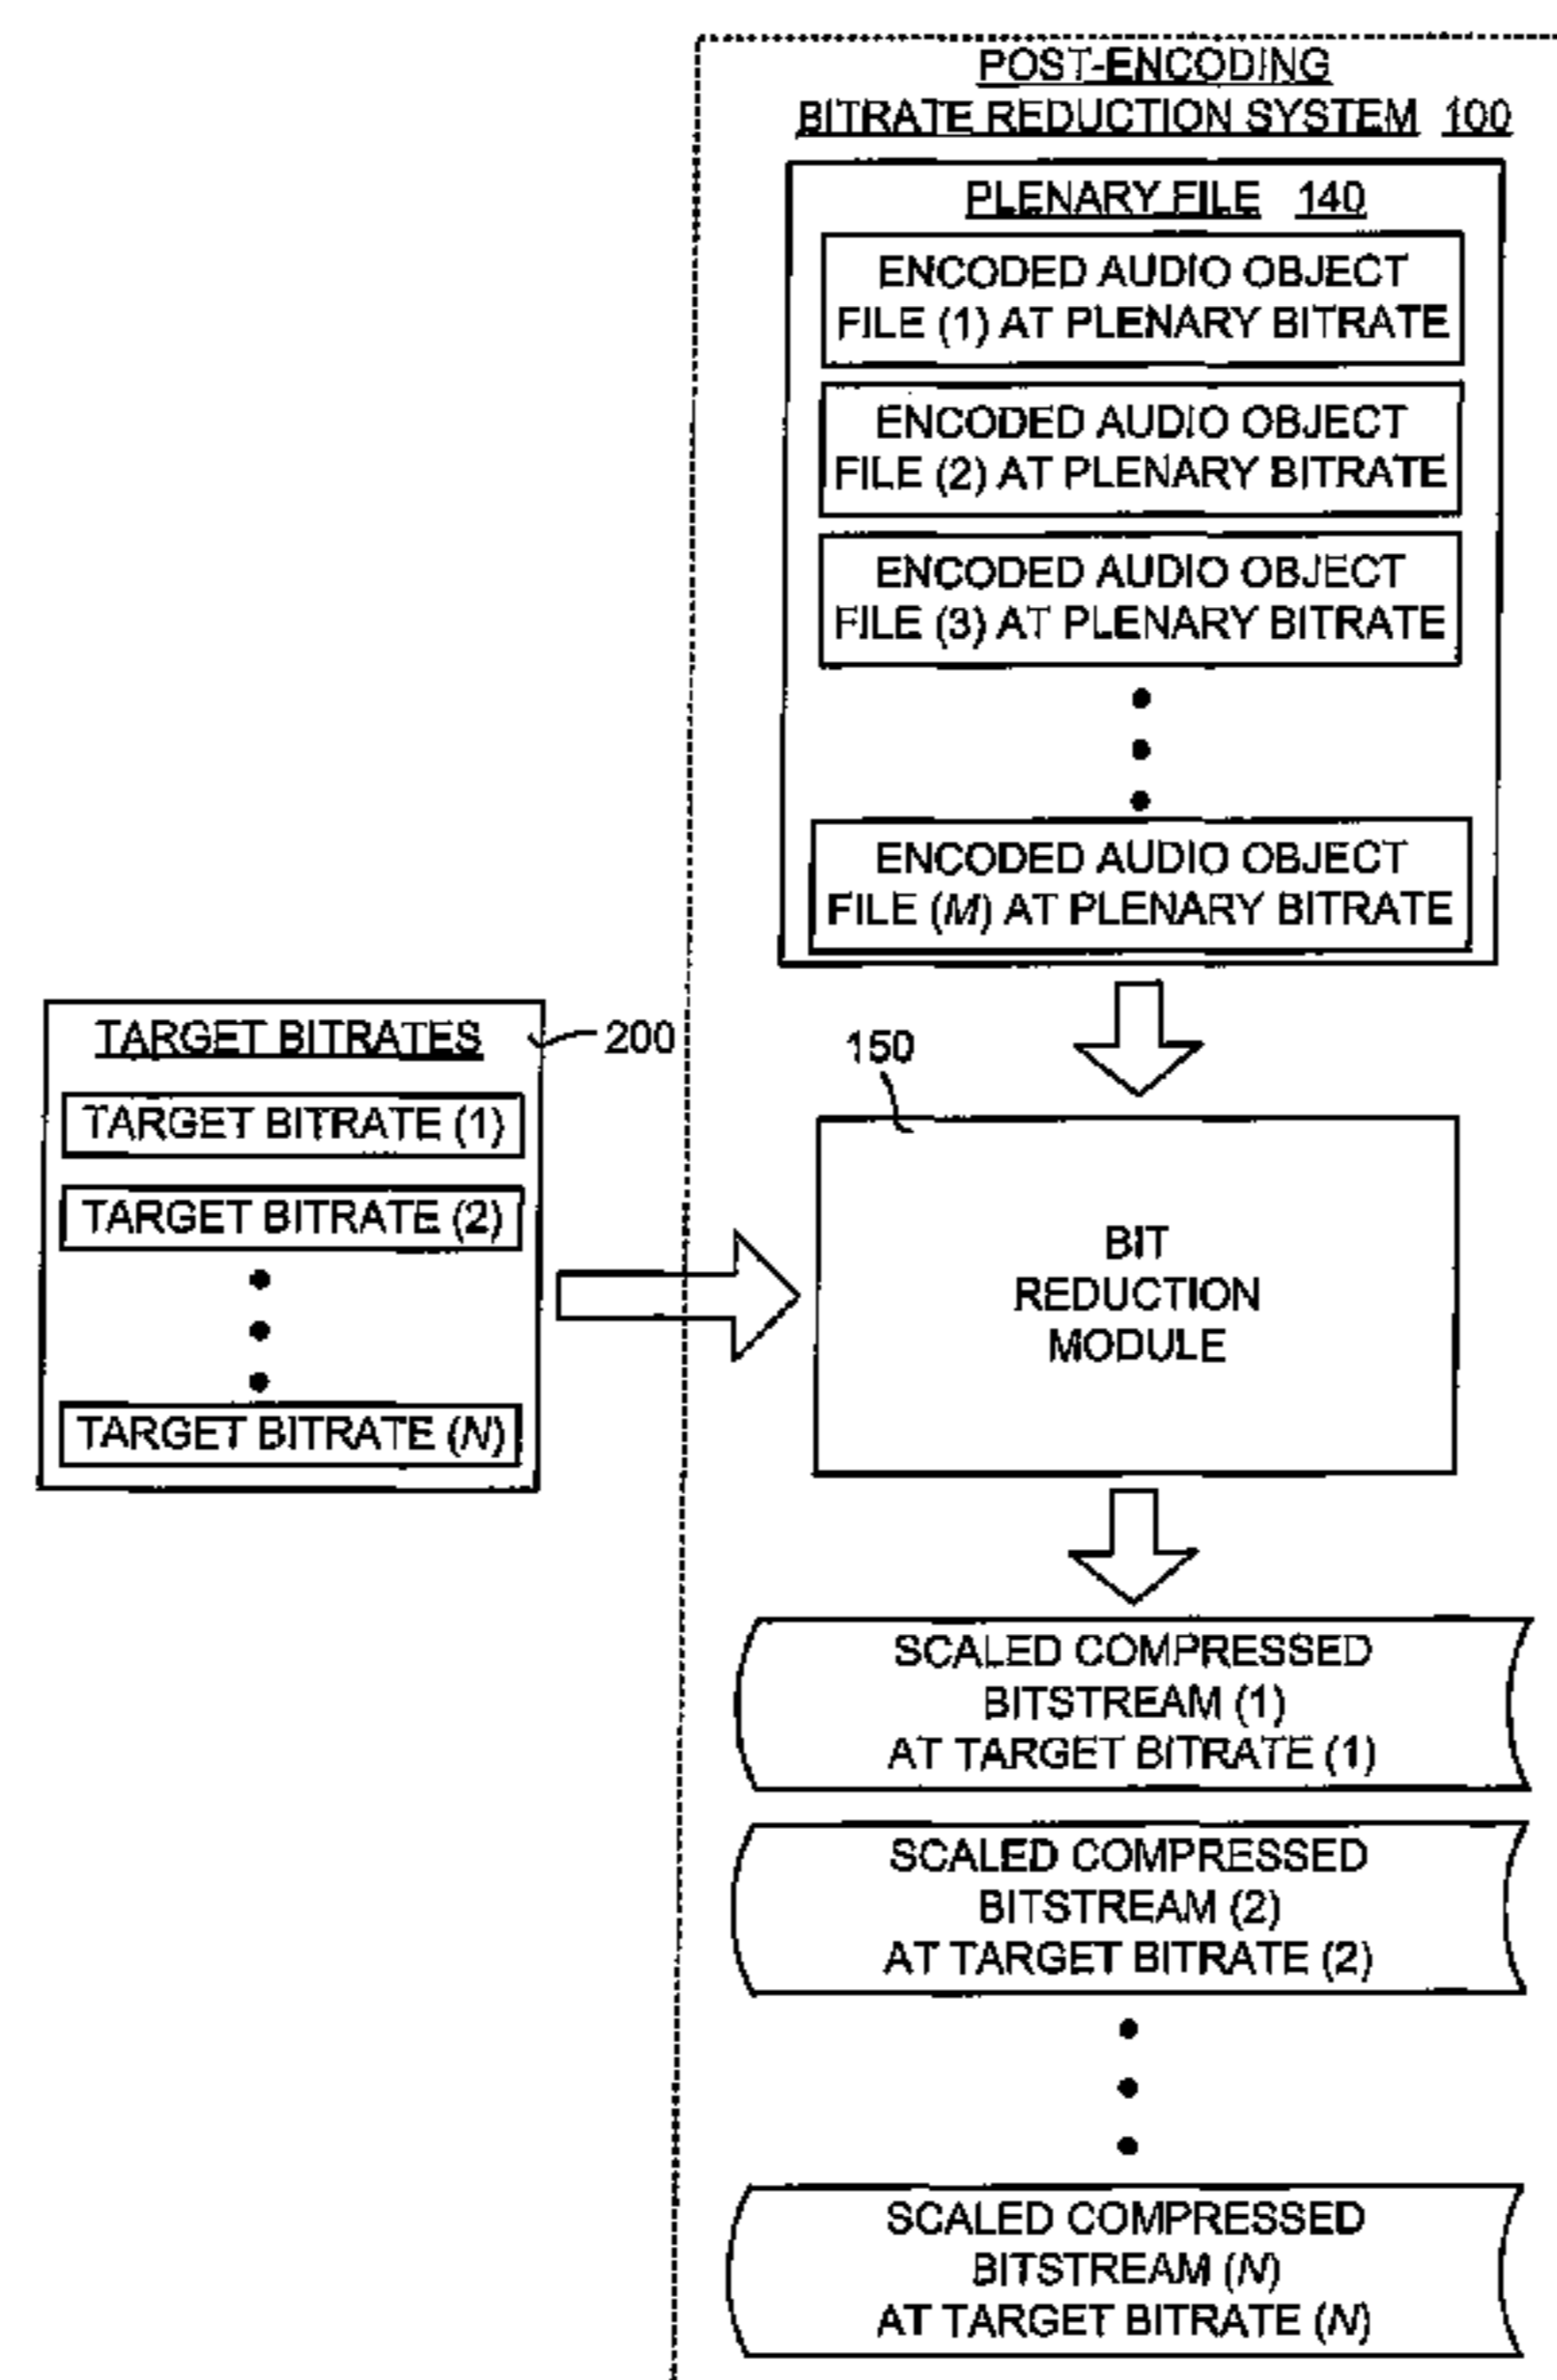 POST-ENCODING
BITRATE REDUCTION SYSTEM 100
PLENARY FILE 140
ENCODED AUDIO OBJECT
FILE (1) AT PLENARY BITRATE
ENCODED AUDIO OBJECT
FILE (2) AT PLENARY BITRATE
ENCODED AUDIO OBJECT
FILE (3) AT PLENARY BITRATE
ENCODED AUDIO OBJECT
FILE (M) AT PLENARY BITRATE
TARGET BITRATES
200
TARGET BITRATE (1)
TARGET BITRATE (2)
TARGET BITRATE (N)
150
BIT
REDUCTION
MODULE
SCALED COMPRESSED
BITSTREAM (1)
AT TARGET BITRATE (1)
SCALED COMPRESSED
BITSTREAM (2)
AT TARGET BITRATE (2)
SCALED COMPRESSED
BITSTREAM (N)
AT TARGET BITRATE (N)